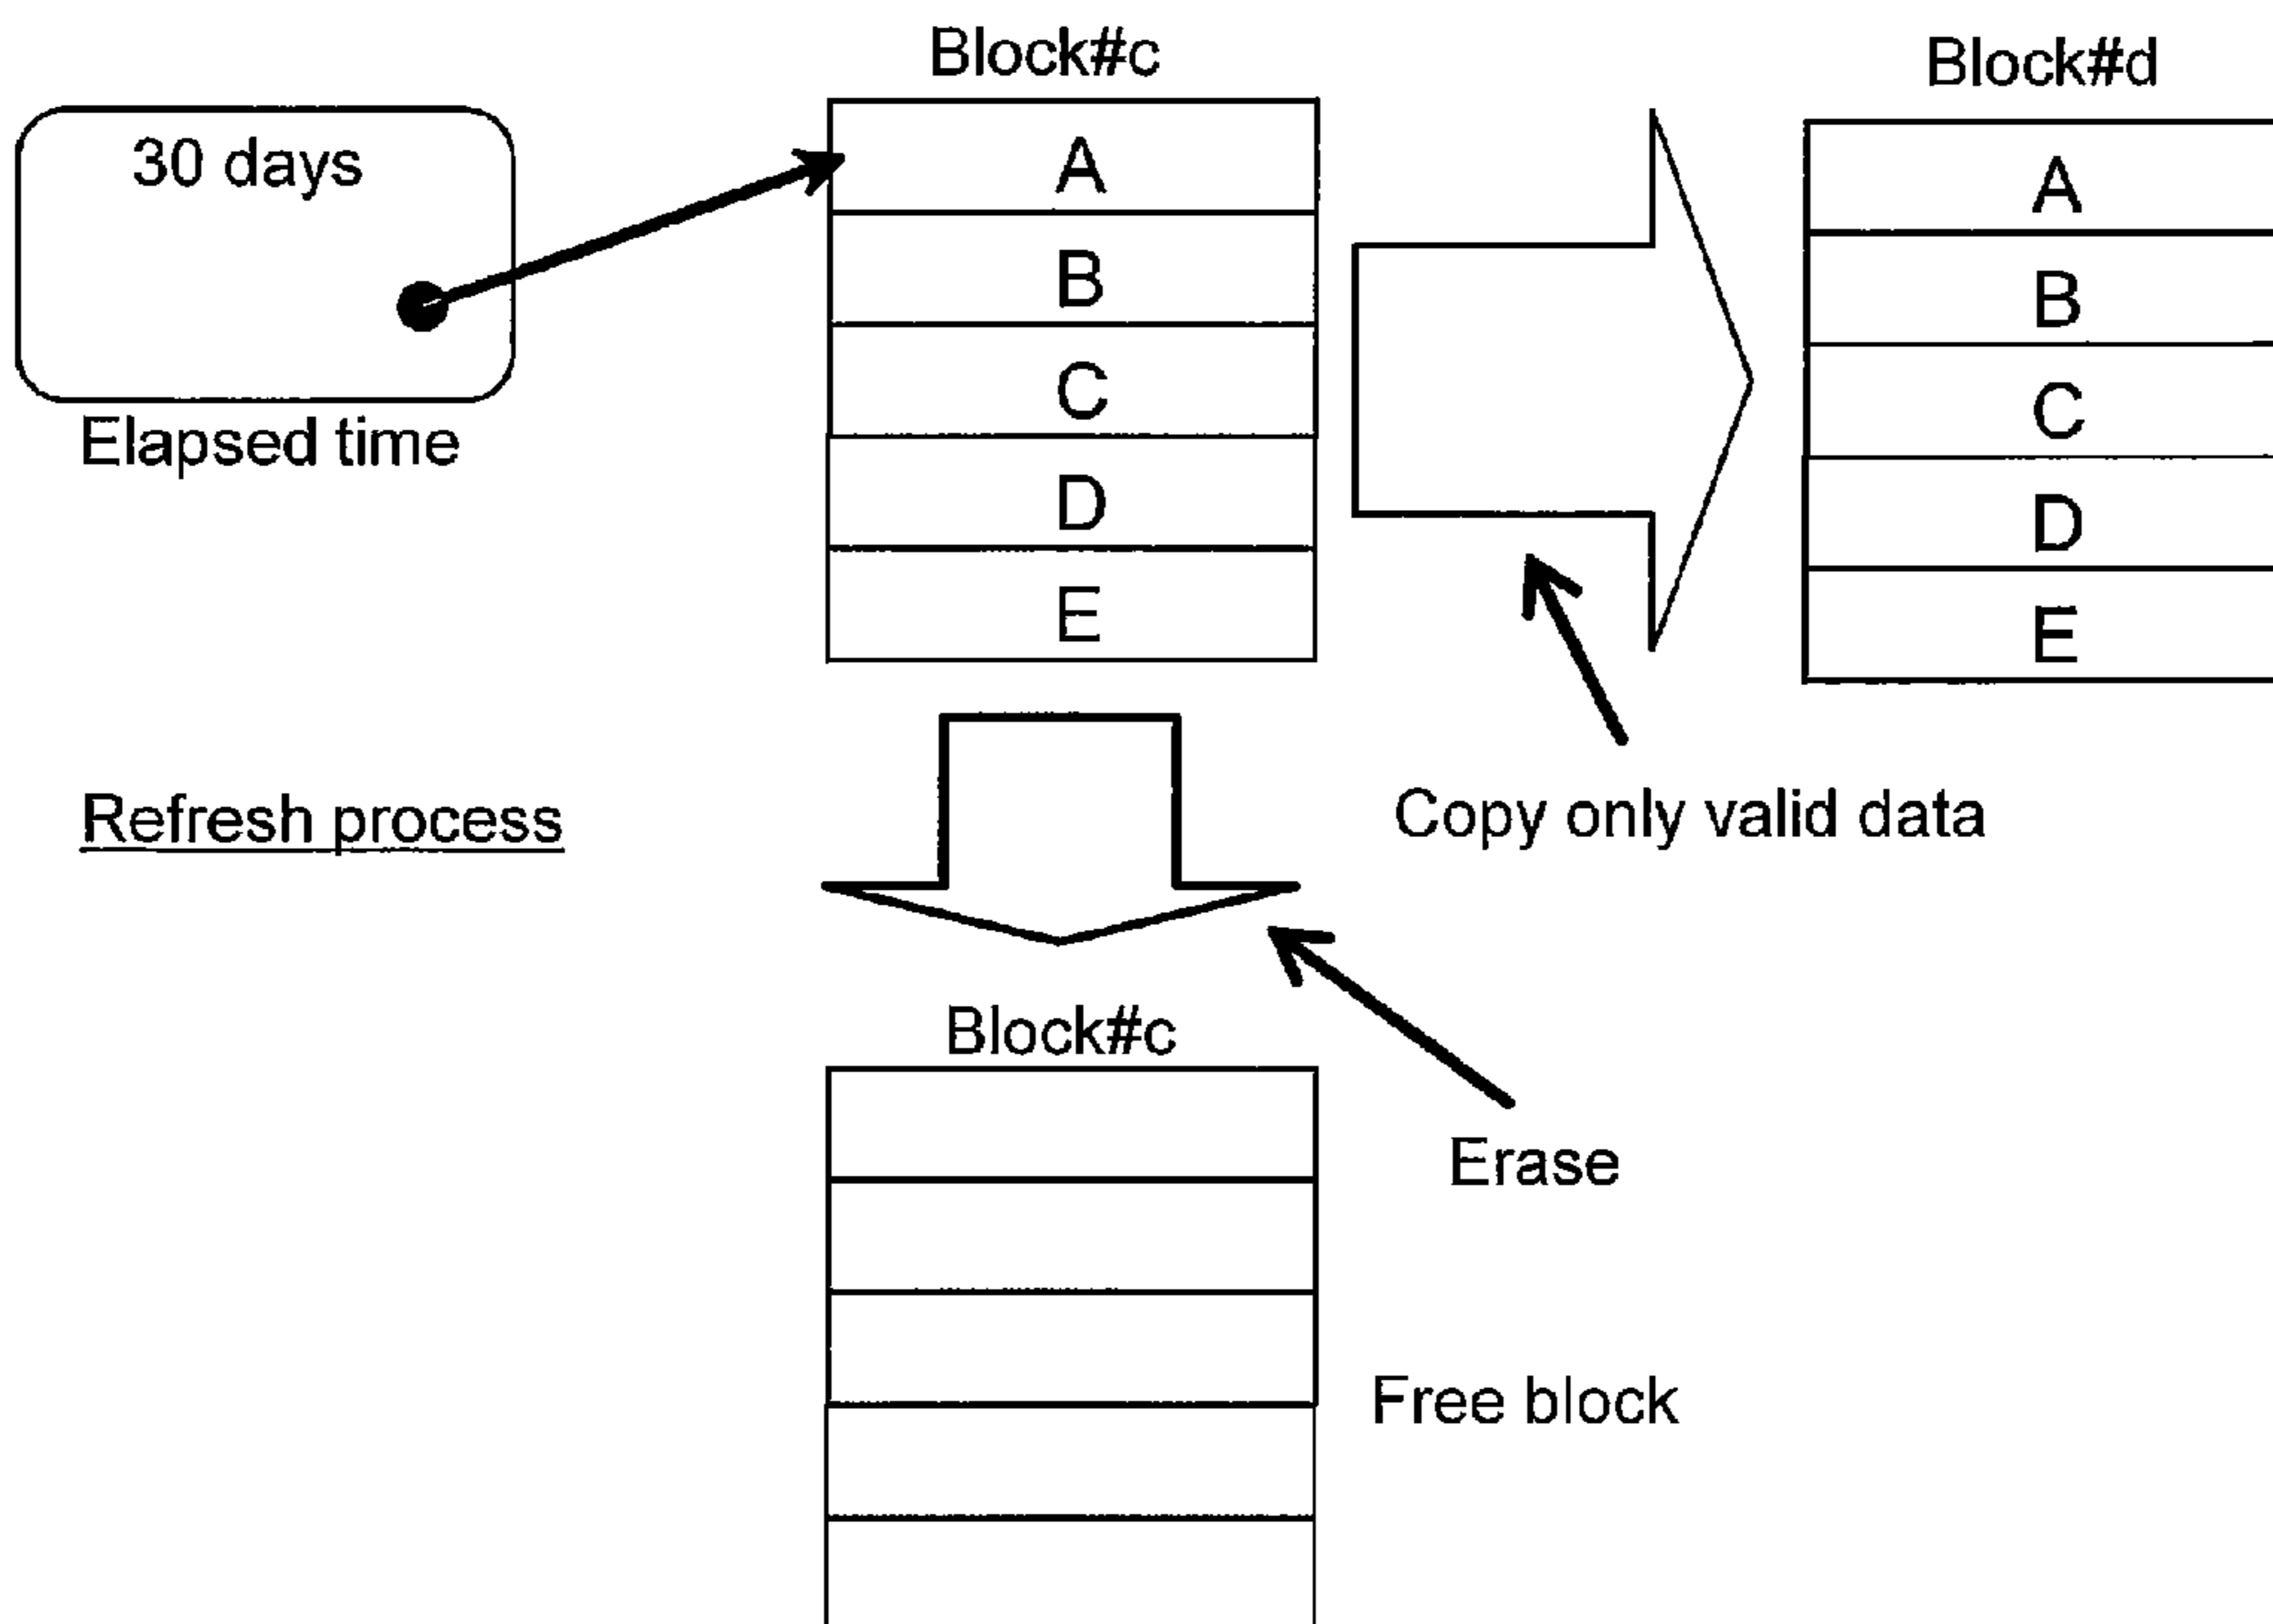 Block#c
Block#d
30 days
Elapsed time
A
B
C
D
E
A
B
C
D
E
Refresh process
Copy only valid data
Block#c
Erase
Free block